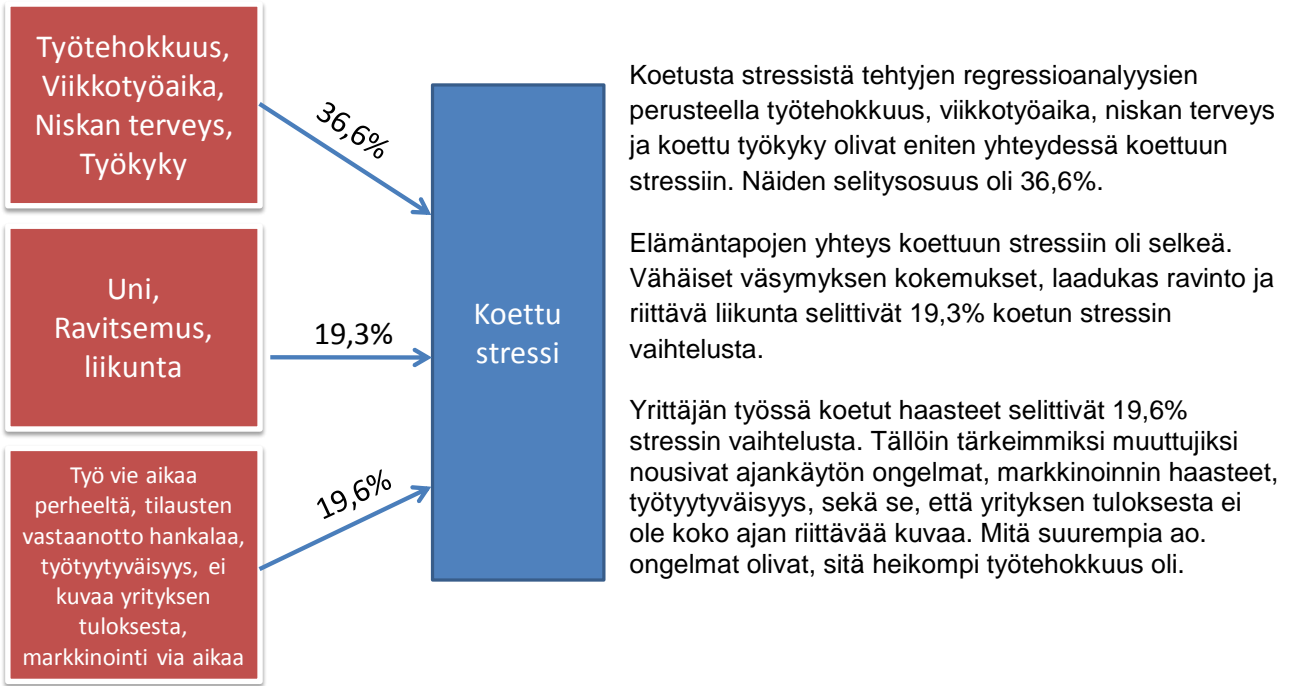 Työtehokkuus,
Viikkotyöaika,
Niskan terveys,
Työkyky
36,6%
Uni,
Ravitsemus,
liikunta
19,3%
Työ vie aikaa
perheeltä, tilausten
vastaanotto hankalaa,
työtyytyväisyys, ei
kuvaa yrityksen
tuloksesta,
markkinointi via aikaa
19,6%
Koettu
stressi
Koetusta stressistä tehtyjen regressioanalyysien
perusteella työtehokkuus, viikkotyöaika, niskan terveys
ja koettu työkyky olivat eniten yhteydessä koettuun
stressiin. Näiden selitysosuus oli 36,6%.
Elämäntapojen yhteys koettuun stressiin oli selkeä.
Vähäiset väsymyksen kokemukset, laadukas ravinto ja
riittävä liikunta selittivät 19,3% koetun stressin
vaihtelusta.
Yrittäjän työssä koetut haasteet selittivät 19,6%
stressin vaihtelusta. Tällöin tärkeimmiksi muuttujiksi
nousivat ajankäytön ongelmat, markkinoinnin haasteet,
työtyytyväisyys, sekä se, että yrityksen tuloksesta ei
ole koko ajan riittävää kuvaa. Mitä suurempia ao.
ongelmat olivat, sitä heikompi työtehokkuus oli.